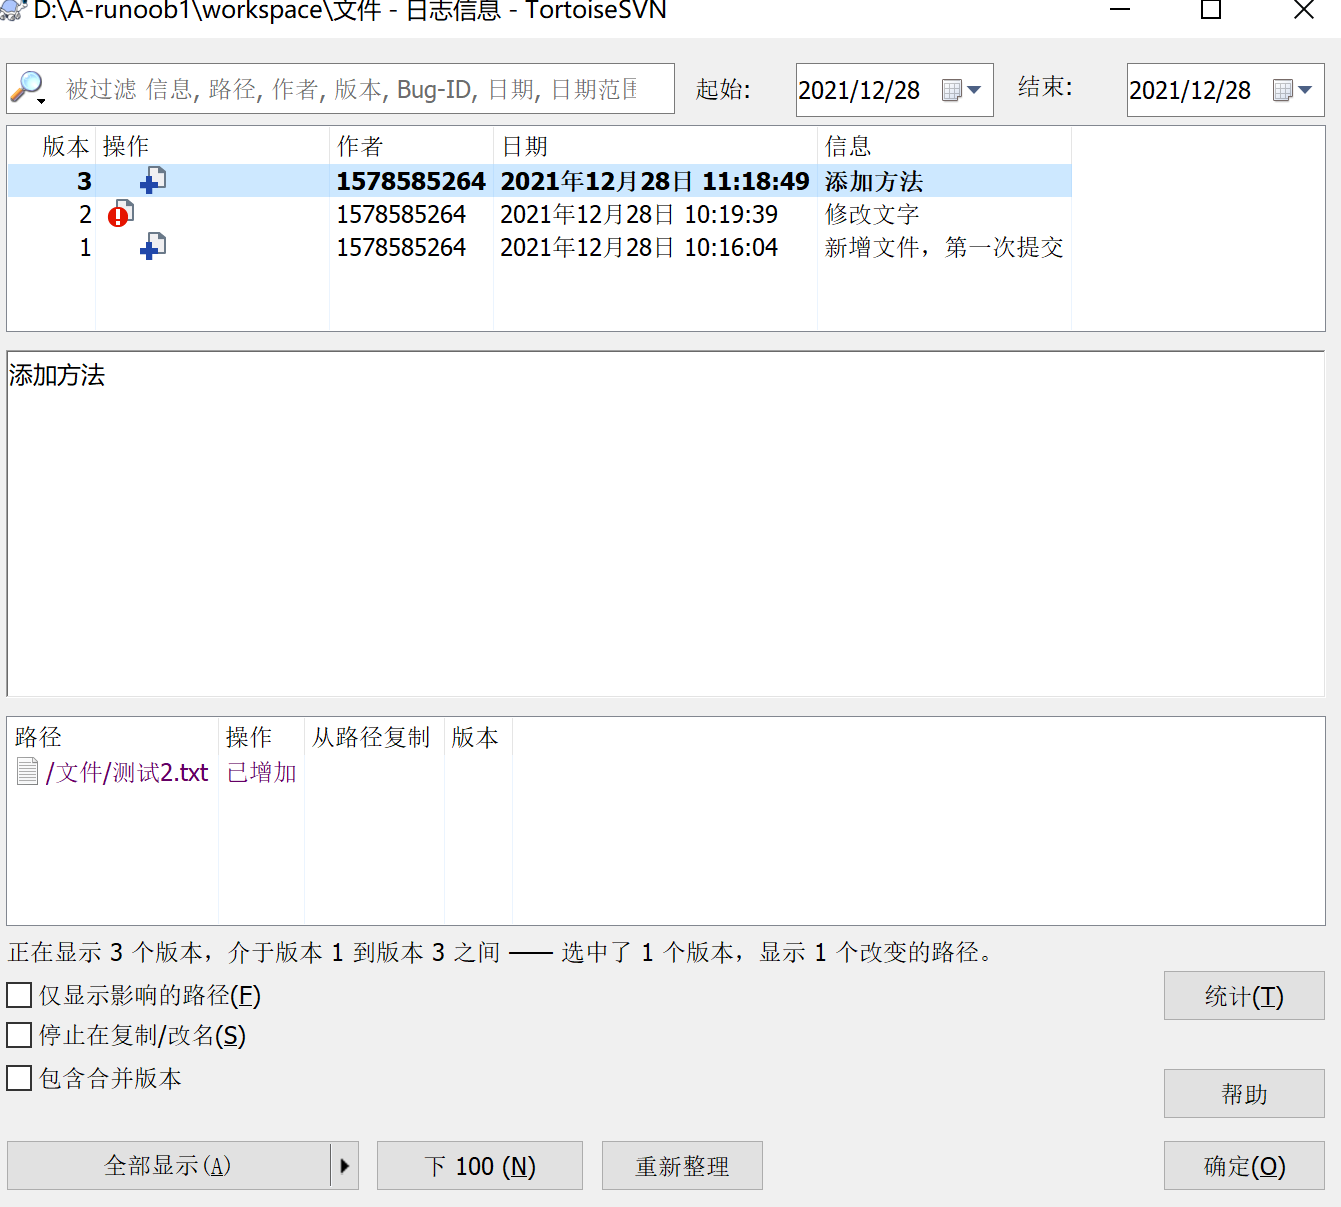 D:\A-runoob1\workspace\文件 - 日志信息 - TortoiseSVN
被过滤 信息, 路径, 作者, 版本, Bug-ID, 日期, 日期范围 起始: 2021/12/28 结束: 2021/12/28
版本 操作 作者 日期 信息
3 1578585264 2021年12月28日 11:18:49 添加方法
2 1578585264 2021年12月28日 10:19:39 修改文字
1 1578585264 2021年12月28日 10:16:04 新增文件，第一次提交
添加方法
路径 操作 从路径复制 版本
/文件/测试2.txt 已增加
正在显示 3 个版本，介于版本 1 到版本 3 之间 —— 选中了 1 个版本，显示 1 个改变的路径。
仅显示影响的路径(F)
统计(T)
停止在复制/改名(S)
包含合并版本
帮助
全部显示(A) 下 100 (N) 重新整理 确定(O)